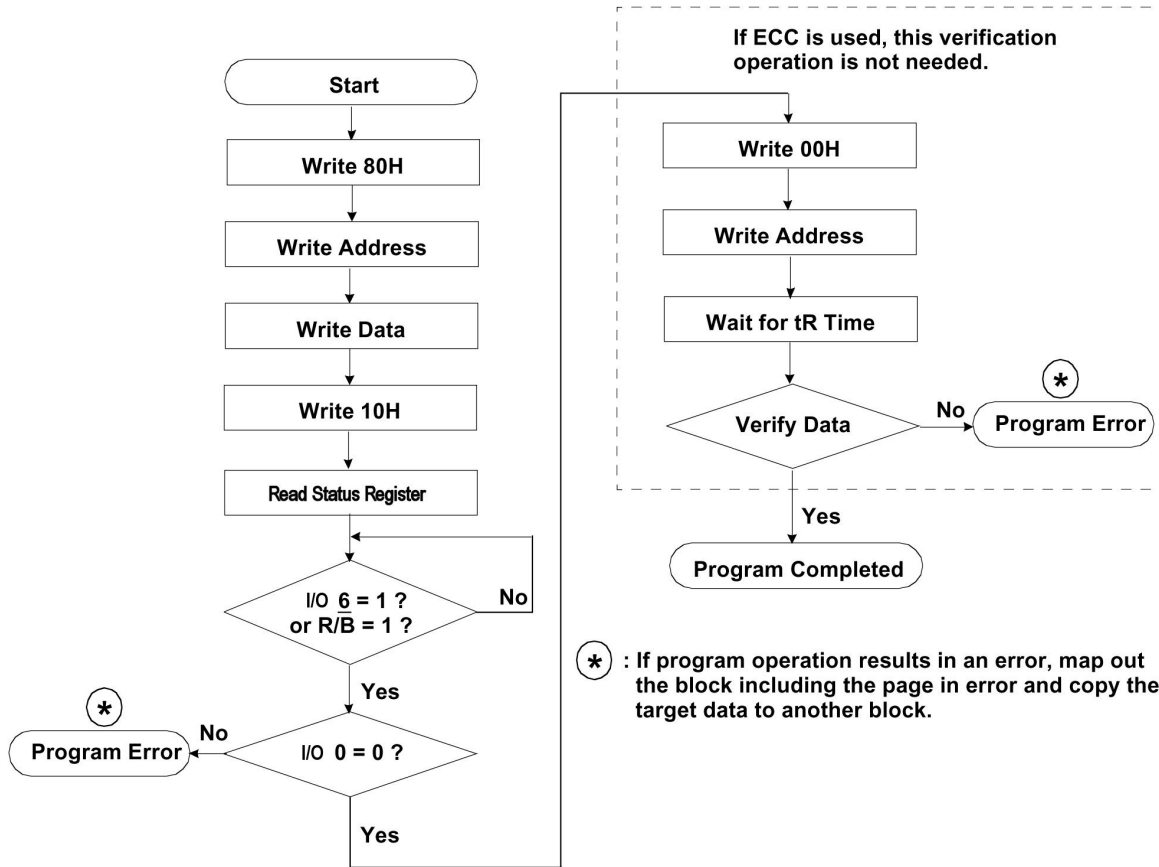 Start
Write 80H
Write Address
Write Data
Write 10H
Read Status Register
I/O 6 = 1 ?
or R/B̅ = 1 ?
No
Yes
*
No
Program Error
I/O 0 = 0 ?
Yes
If ECC is used, this verification
operation is not needed.
Write 00H
Write Address
Wait for tR Time
*
Verify Data
No
Program Error
Yes
Program Completed
* : If program operation results in an error, map out
the block including the page in error and copy the
target data to another block.